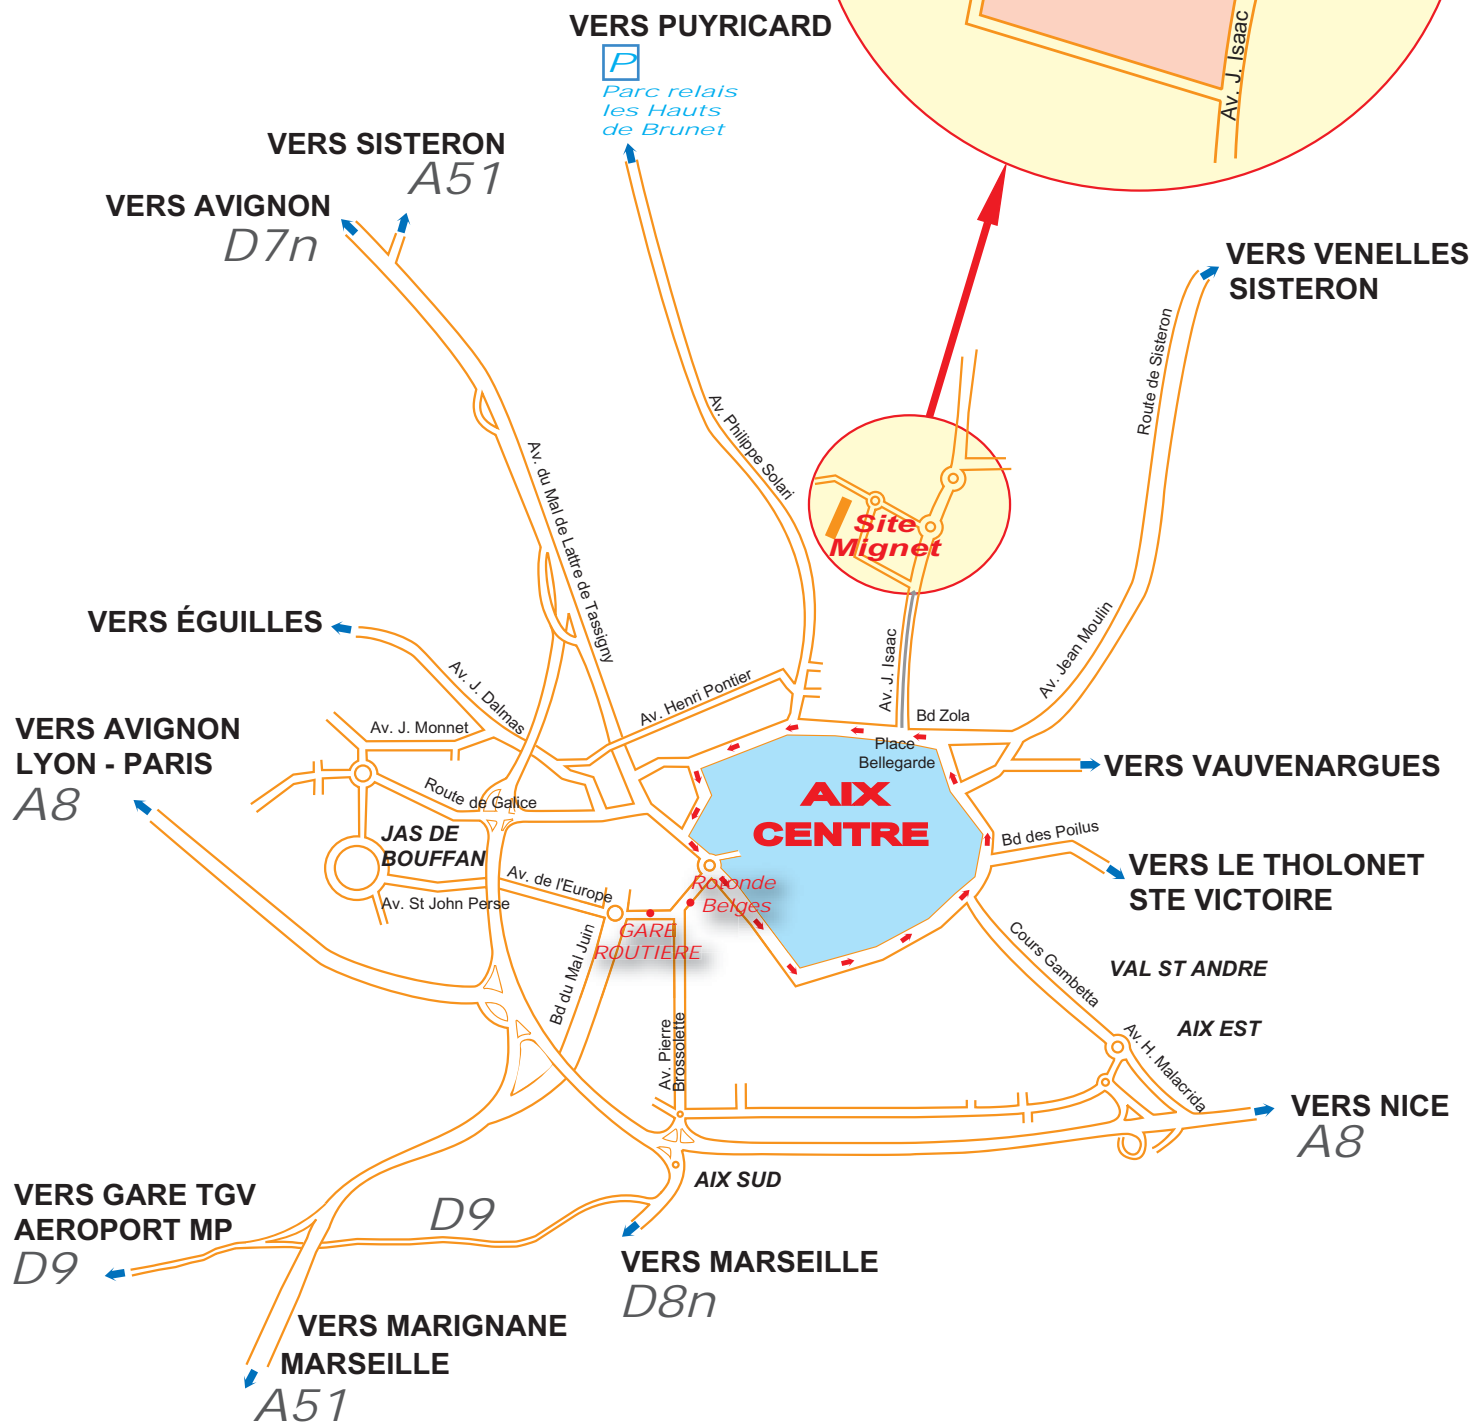 VERS PUYRICARD
P
Parc relais
les Hauts
de Brunet
Av. J. Isaac
VERS SISTERON
A51
VERS AVIGNON
D7n
VERS VENELLES
SISTERON
Route de Sisteron
Av. Philippe Solari
Av. du Mal de Lattre de Tassigny
Site
Mignet
VERS ÉGUILLES
Av. J. Dalmas
Av. Henri Pontier
Av. J. Isaac
Av. Jean Moulin
VERS AVIGNON
LYON - PARIS
A8
Av. J. Monnet
Bd Zola
Place
Bellegarde
VERS VAUVENARGUES
Route de Galice
AIX
CENTRE
JAS DE
BOUFFAN
Bd des Poilus
VERS LE THOLONET
STE VICTOIRE
Av. de l'Europe
Av. St John Perse
Rotonde
Belges
GARE
ROUTIERE
Bd du Mal Juin
Cours Gambetta
VAL ST ANDRE
AIX EST
Av. Pierre
Brossolette
Av. H. Malacrida
VERS NICE
A8
AIX SUD
VERS GARE TGV
AEROPORT MP
D9
D9
VERS MARSEILLE
D8n
VERS MARIGNANE
MARSEILLE
A51